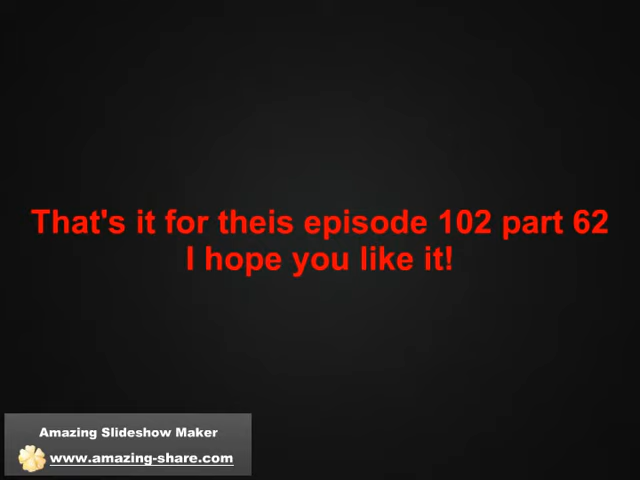 That's it for theis episode 102 part 62
I hope you like it!
Amazing Slideshow Maker
www.amazing-share.com